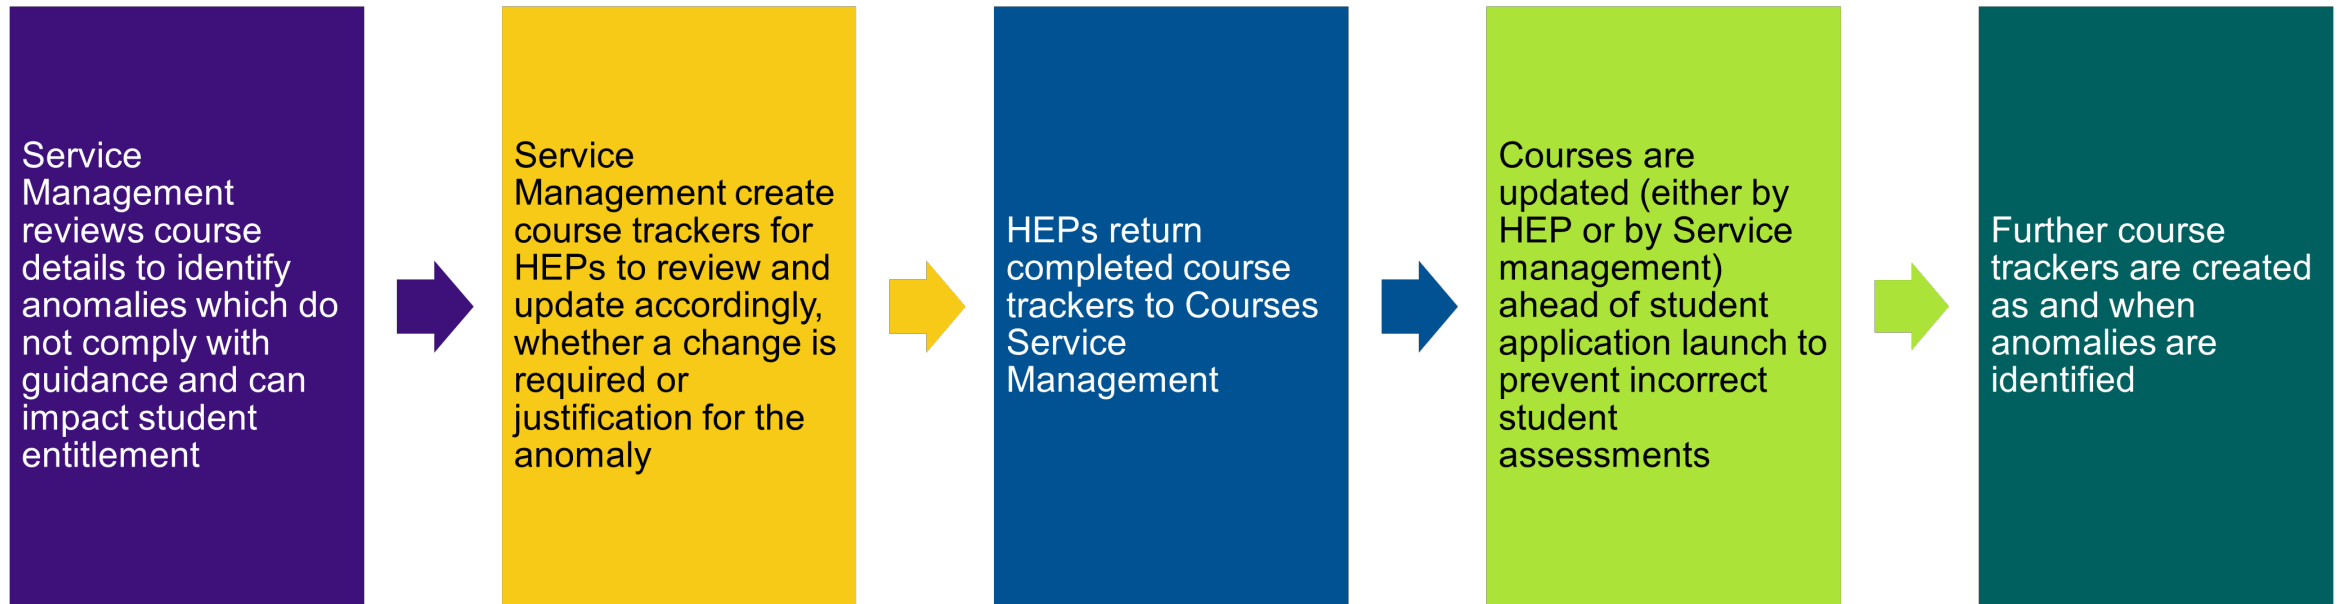 Service
Management
reviews course
details to identify
anomalies which do
not comply with
guidance and can
impact student
entitlement
Service
Management create
course trackers for
HEPs to review and
update accordingly,
whether a change is
required or
justification for the
anomaly
HEPs return
completed course
trackers to Courses
Service
Management
Courses are
updated (either by
HEP or by Service
management)
ahead of student
application launch to
prevent incorrect
student
assessments
Further course
trackers are created
as and when
anomalies are
identified